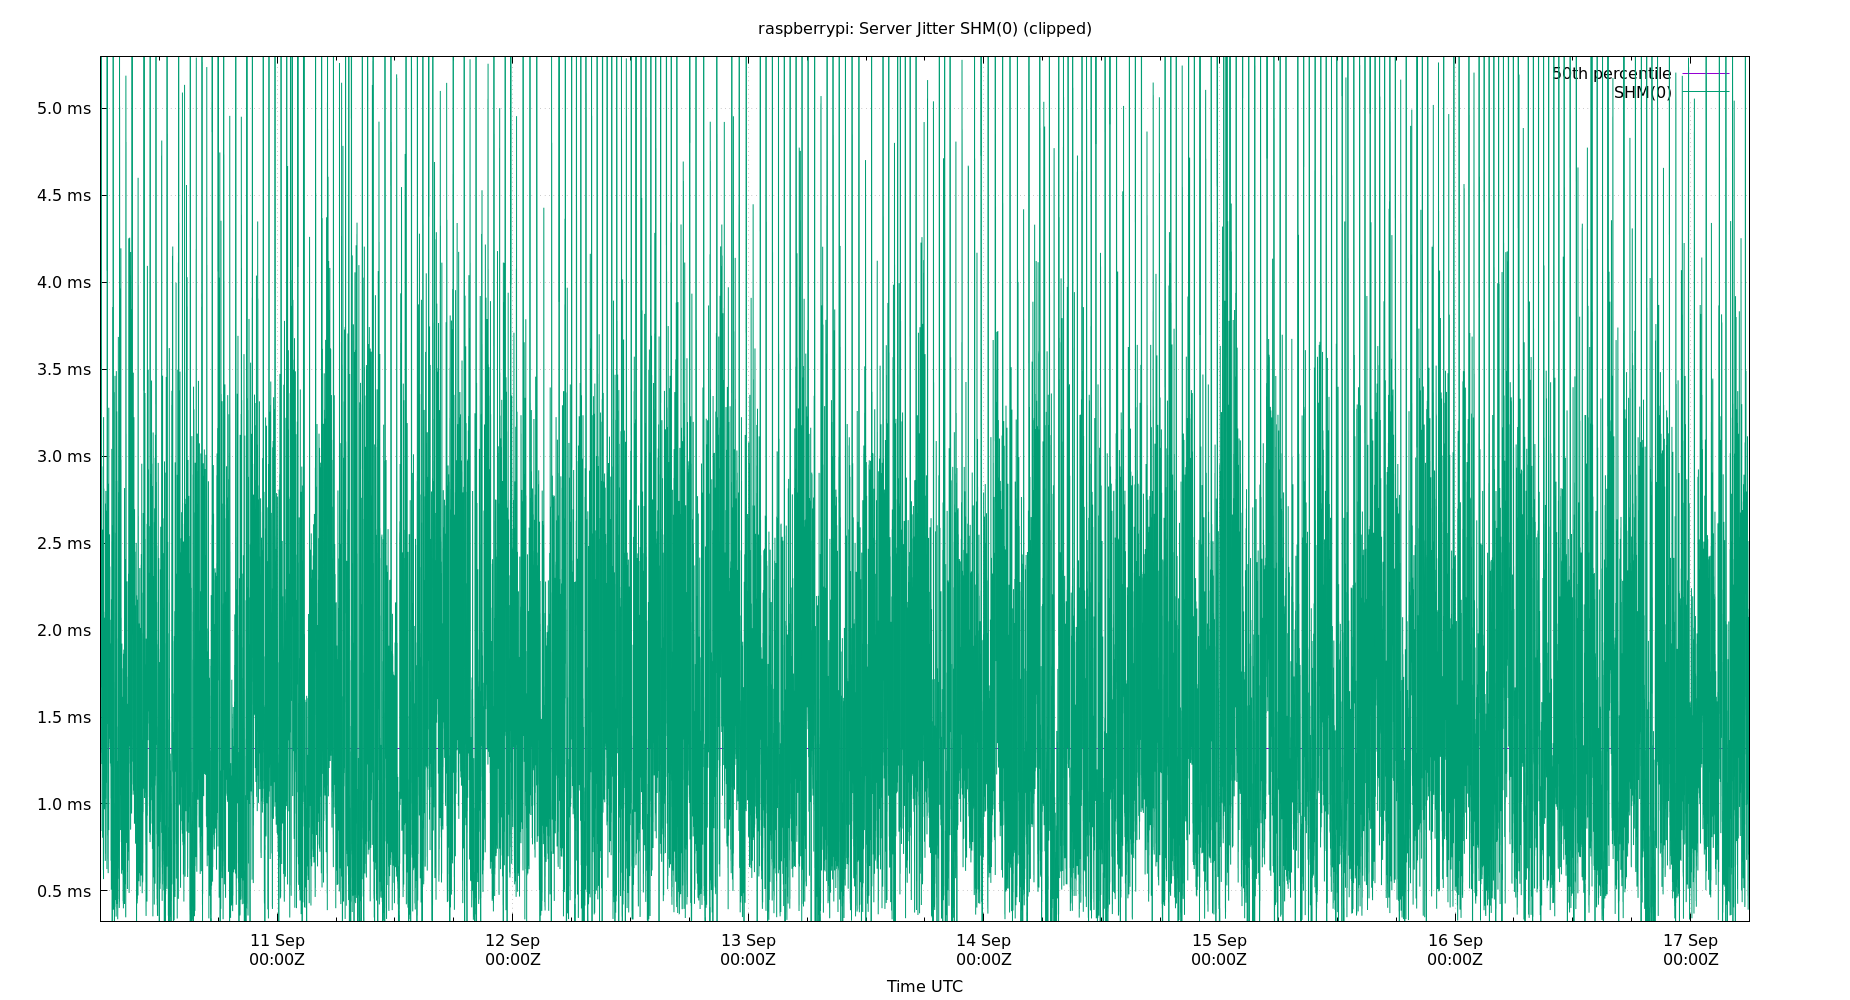 raspberrypi: Server Jitter SHM(0) (clipped)
50th percentile
SHM(0)
5.0 ms
4.5 ms
4.0 ms
3.5 ms
3.0 ms
2.5 ms
2.0 ms
1.5 ms
1.0 ms
0.5 ms
11 Sep 12 Sep 13 Sep 14 Sep 15 Sep 16 Sep 17 Sep
00:00Z 00:00Z 00:00Z 00:00Z 00:00Z 00:00Z 00:00Z
Time UTC